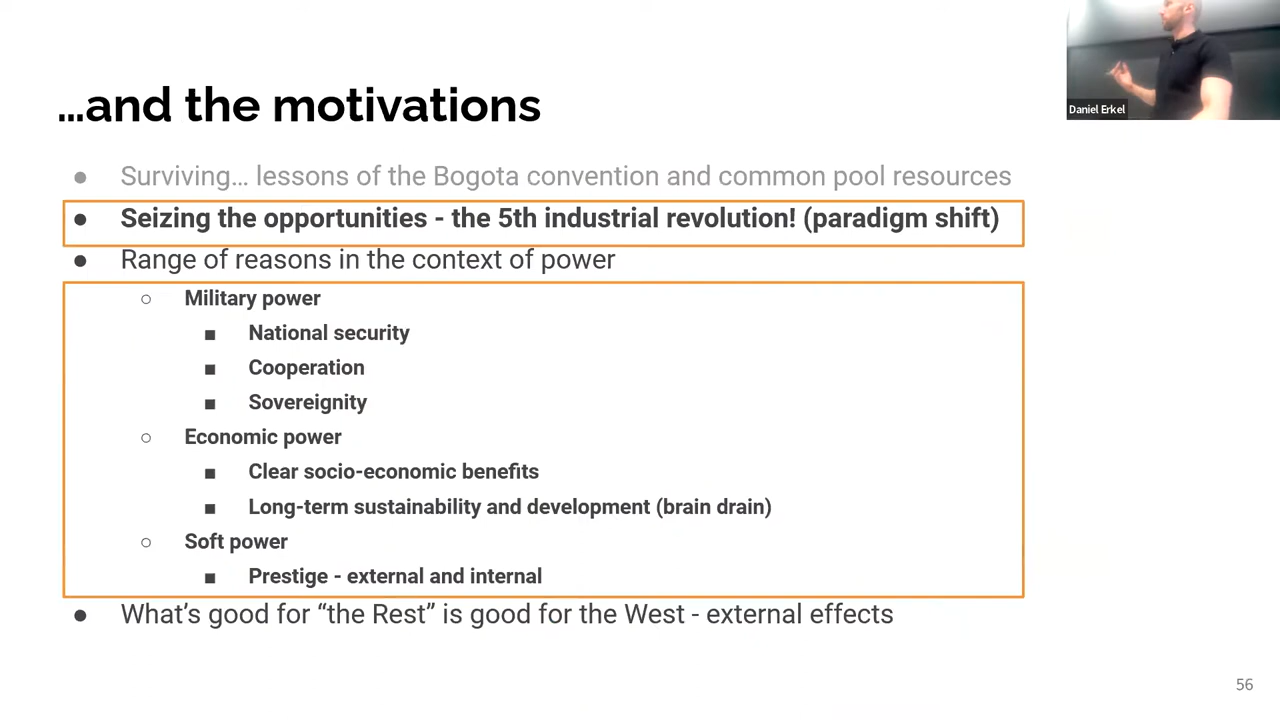 …and the motivations
Daniel Erkel
● Surviving… lessons of the Bogota convention and common pool resources
● Seizing the opportunities - the 5th industrial revolution! (paradigm shift)
● Range of reasons in the context of power
○ Military power
■ National security
■ Cooperation
■ Sovereignity
○ Economic power
■ Clear socio-economic benefits
■ Long-term sustainability and development (brain drain)
○ Soft power
■ Prestige - external and internal
● What's good for “the Rest” is good for the West - external effects
56